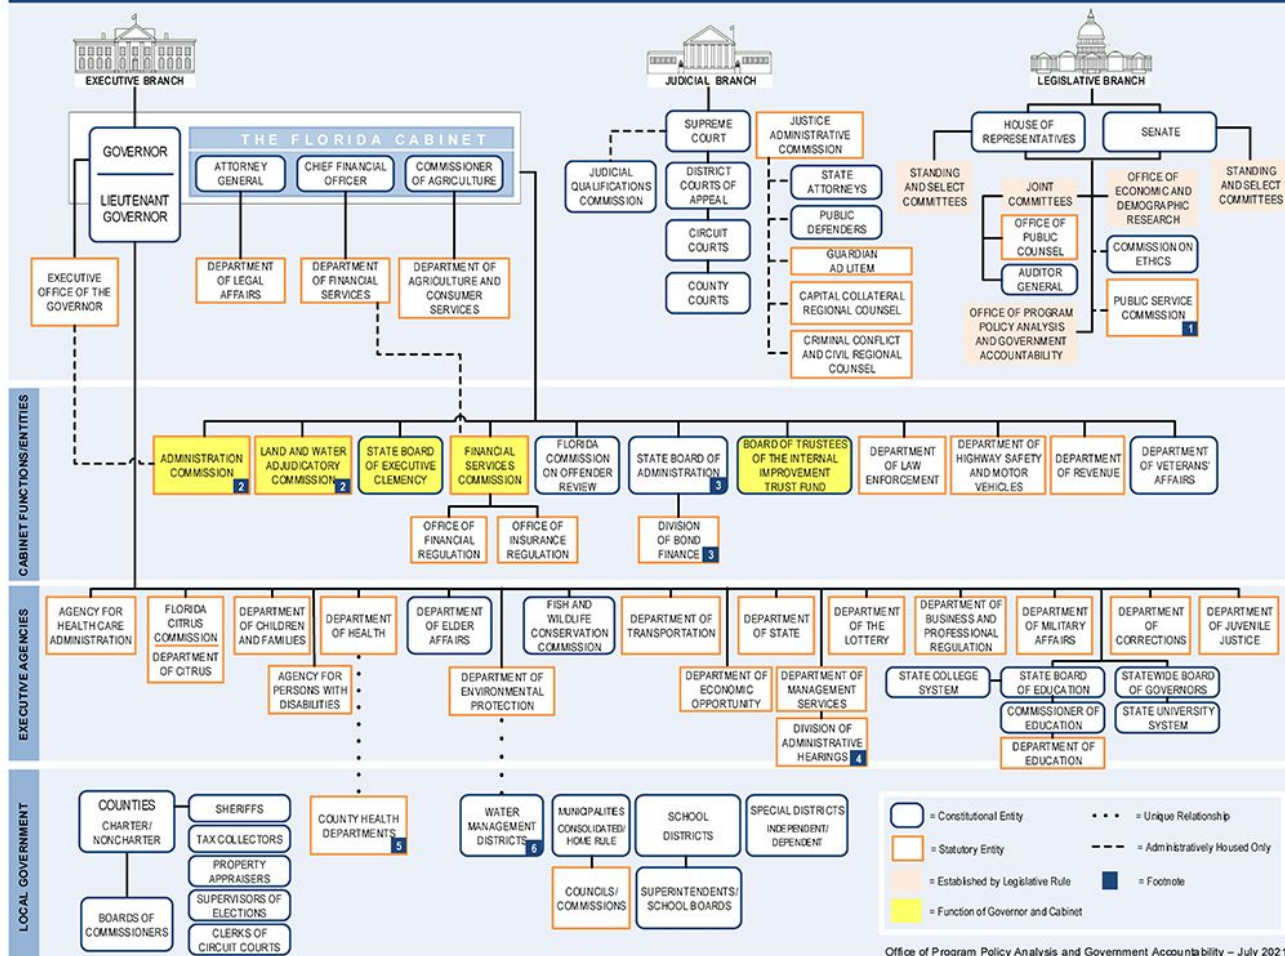 EXECUTIVE BRANCH
JUDICIAL BRANCH
LEGISLATIVE BRANCH
THE FLORIDA CABINET
GOVERNOR
LIEUTENANT
GOVERNOR
ATTORNEY
GENERAL
CHIEF FINANCIAL
OFFICER
COMMISSIONER
OF AGRICULTURE
EXECUTIVE
OFFICE OF THE
GOVERNOR
DEPARTMENT
OF LEGAL
AFFAIRS
DEPARTMENT
OF FINANCIAL
SERVICES
DEPARTMENT OF
AGRICULTURE AND
CONSUMER
SERVICES
SUPREME
COURT
JUDICIAL
QUALIFICATIONS
COMMISSION
DISTRICT
COURTS OF
APPEAL
CIRCUIT
COURTS
COUNTY
COURTS
JUSTICE
ADMINISTRATIVE
COMMISSION
STATE
ATTORNEYS
PUBLIC
DEFENDERS
GUARDIAN
AD LITEM
CAPITAL COLLATERAL
REGIONAL COUNSEL
CRIMINAL CONFLICT
AND CIVIL REGIONAL
COUNSEL
HOUSE OF
REPRESENTATIVES
SENATE
STANDING
AND SELECT
COMMITTEES
JOINT
COMMITTEES
OFFICE OF
PUBLIC
COUNSEL
AUDITOR
GENERAL
OFFICE OF PROGRAM
POLICY ANALYSIS
AND GOVERNMENT
ACCOUNTABILITY
OFFICE OF
ECONOMIC AND
DEMOGRAPHIC
RESEARCH
COMMISSION ON
ETHICS
PUBLIC SERVICE
COMMISSION
1
STANDING
AND SELECT
COMMITTEES
CABINET FUNCTIONS/ENTITIES
ADMINISTRATION
COMMISSION
2
LAND AND WATER
ADJUDICATORY
COMMISSION
2
STATE BOARD
OF EXECUTIVE
CLEMENCY
FINANCIAL
SERVICES
COMMISSION
FLORIDA
COMMISSION
ON OFFENDER
REVIEW
STATE BOARD OF
ADMINISTRATION
3
BOARD OF TRUSTEES
OF THE INTERNAL
IMPROVEMENT
TRUST FUND
DEPARTMENT
OF LAW
ENFORCEMENT
DEPARTMENT OF
HIGHWAY SAFETY
AND MOTOR
VEHICLES
DEPARTMENT
OF REVENUE
DEPARTMENT
OF VETERANS'
AFFAIRS
OFFICE OF
FINANCIAL
REGULATION
OFFICE OF
INSURANCE
REGULATION
DIVISION
OF BOND
FINANCE
3
EXECUTIVE AGENCIES
AGENCY FOR
HEALTH CARE
ADMINISTRATION
FLORIDA
CITRUS
COMMISSION
DEPARTMENT
OF CITRUS
DEPARTMENT
OF CHILDREN
AND FAMILIES
DEPARTMENT
OF HEALTH
DEPARTMENT
OF ELDER
AFFAIRS
FISH AND
WILDLIFE
CONSERVATION
COMMISSION
DEPARTMENT OF
TRANSPORTATION
DEPARTMENT
OF STATE
DEPARTMENT
OF THE
LOTTERY
DEPARTMENT OF
BUSINESS AND
PROFESSIONAL
REGULATION
DEPARTMENT
OF MILITARY
AFFAIRS
DEPARTMENT
OF
CORRECTIONS
DEPARTMENT
OF JUVENILE
JUSTICE
AGENCY FOR
PERSONS WITH
DISABILITIES
DEPARTMENT OF
ENVIRONMENTAL
PROTECTION
DEPARTMENT OF
ECONOMIC
OPPORTUNITY
DEPARTMENT OF
MANAGEMENT
SERVICES
DIVISION OF
ADMINISTRATIVE
HEARINGS
4
STATE COLLEGE
SYSTEM
STATE BOARD
OF EDUCATION
COMMISSIONER OF
EDUCATION
DEPARTMENT OF
EDUCATION
STATEWIDE BOARD
OF GOVERNORS
STATE UNIVERSITY
SYSTEM
LOCAL GOVERNMENT
COUNTIES
CHARTER/
NONCHARTER
BOARDS OF
COMMISSIONERS
SHERIFFS
TAX COLLECTORS
PROPERTY
APPRAISERS
SUPERVISORS OF
ELECTIONS
CLERKS OF
CIRCUIT COURTS
COUNTY HEALTH
DEPARTMENTS
5
WATER
MANAGEMENT
DISTRICTS
6
MUNICIPALITIES
CONSOLIDATED/
HOME RULE
COUNCILS/
COMMISSIONS
SCHOOL
DISTRICTS
SUPERINTENDENTS/
SCHOOL BOARDS
SPECIAL DISTRICTS
INDEPENDENT/
DEPENDENT
= Constitutional Entity
= Statutory Entity
= Established by Legislative Rule
= Function of Governor and Cabinet
= Unique Relationship
= Administratively Housed Only
= Footnote
Office of Program Policy Analysis and Government Accountability – July 2021